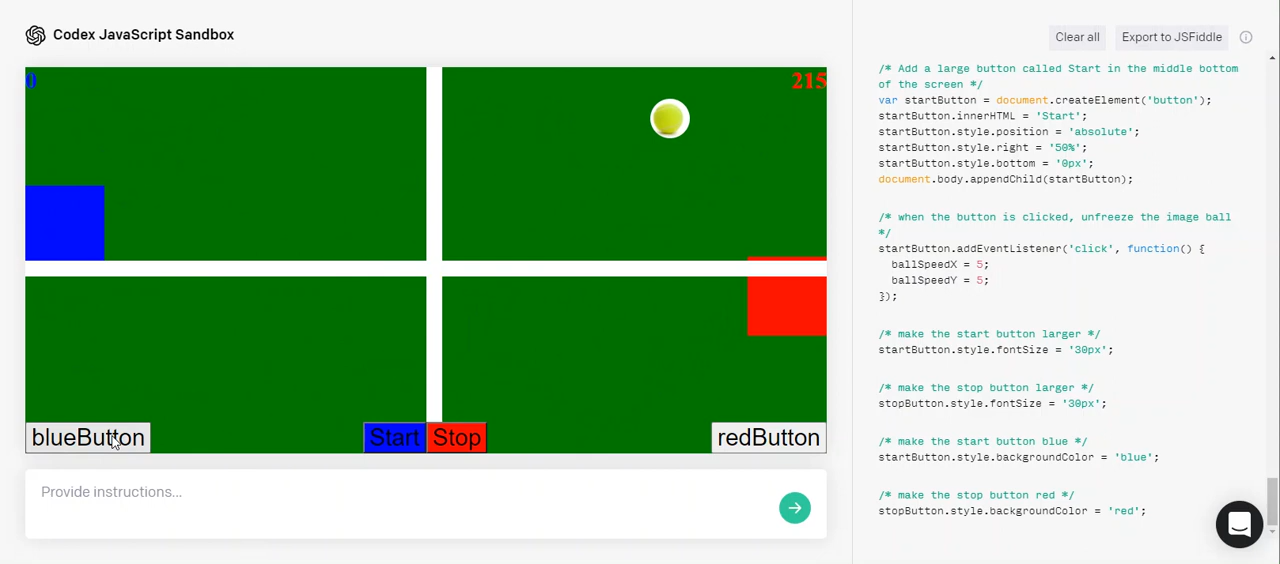 Codex JavaScript Sandbox
Clear all
Export to JSFiddle
0
215
blueButton
Start
Stop
redButton
Provide instructions...
/* Add a large button called Start in the middle bottom
of the screen */
var startButton = document.createElement('button');
startButton.innerHTML = 'Start';
startButton.style.position = 'absolute';
startButton.style.right = '50%';
startButton.style.bottom = '0px';
document.body.appendChild(startButton);
/* when the button is clicked, unfreeze the image ball
*/
startButton.addEventListener('click', function() {
ballSpeedX = 5;
ballSpeedY = 5;
});
/* make the start button larger */
startButton.style.fontSize = '30px';
/* make the stop button larger */
stopButton.style.fontSize = '30px';
/* make the start button blue */
startButton.style.backgroundColor = 'blue';
/* make the stop button red */
stopButton.style.backgroundColor = 'red';